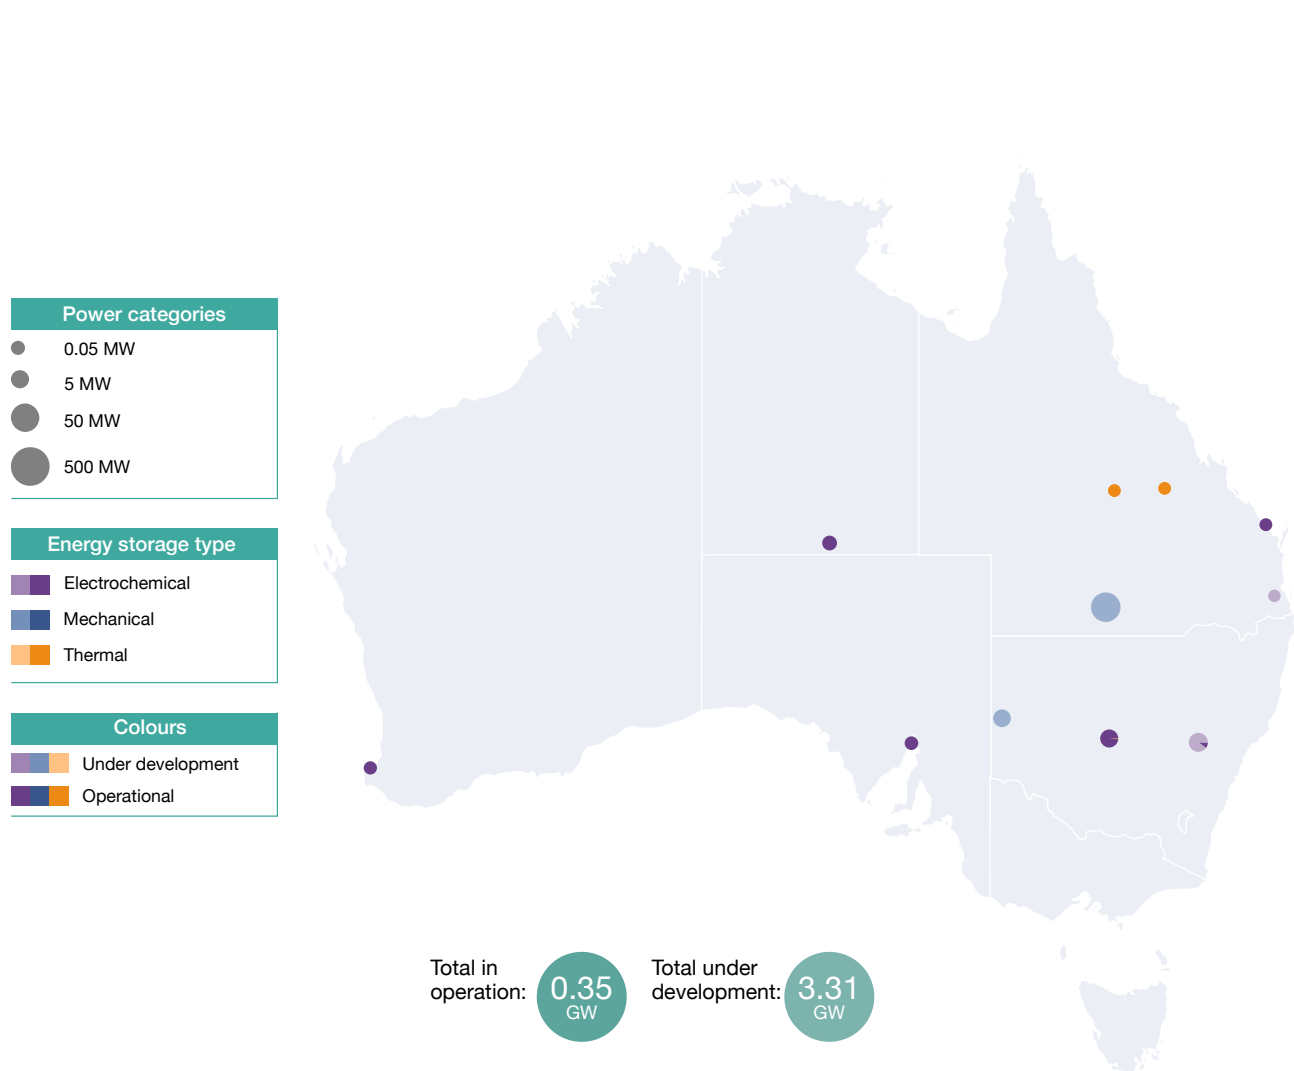 Power categories
0.05 MW
5 MW
50 MW
500 MW
Energy storage type
Electrochemical
Mechanical
Thermal
Colours
Under development
Operational
Total in
operation:
0.35
GW
Total under
development:
3.31
GW